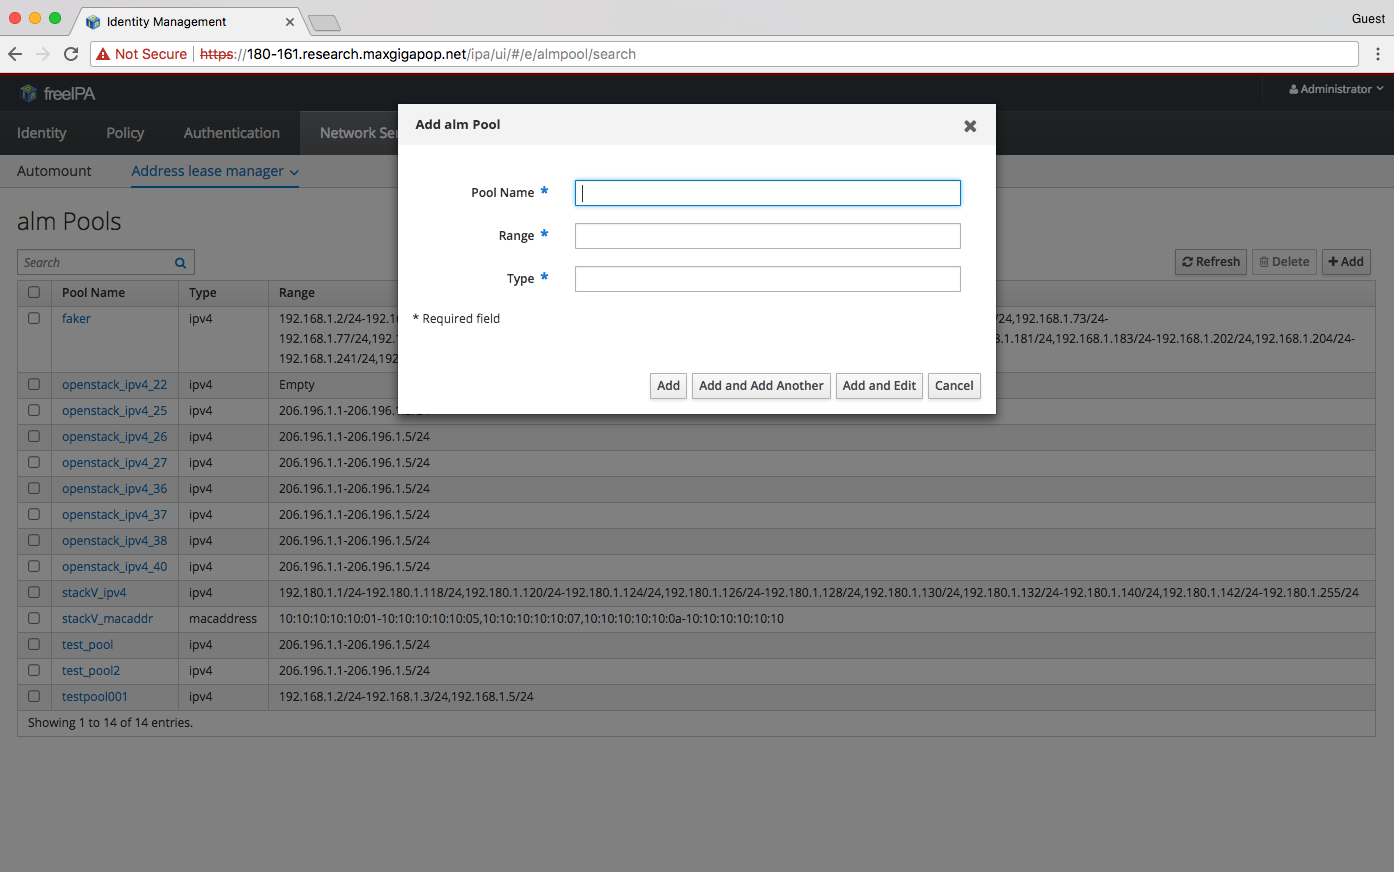 Identity Management
Guest
Not Secure | https://180-161.research.maxgigapop.net/ipa/ui/#/e/almpool/search
freeIPA
Administrator
Identity Policy Authentication Network
Automount Address lease manager
Add alm Pool
Pool Name *
Range *
Type *
* Required field
Add Add and Add Another Add and Edit Cancel
alm Pools
Search
Refresh Delete Add
Pool Name Type Range
faker ipv4 192.168.1.2/24-192. /24,192.168.1.73/24-
192.168.1.77/24,192. .1.181/24,192.168.1.183/24-192.168.1.202/24,192.168.1.204/24-
192.168.1.241/24,192
openstack_ipv4_22 ipv4 Empty
openstack_ipv4_25 ipv4 206.196.1.1-206.196.1.
openstack_ipv4_26 ipv4 206.196.1.1-206.196.1.5/24
openstack_ipv4_27 ipv4 206.196.1.1-206.196.1.5/24
openstack_ipv4_36 ipv4 206.196.1.1-206.196.1.5/24
openstack_ipv4_37 ipv4 206.196.1.1-206.196.1.5/24
openstack_ipv4_38 ipv4 206.196.1.1-206.196.1.5/24
openstack_ipv4_40 ipv4 206.196.1.1-206.196.1.5/24
stackV_ipv4 ipv4 192.180.1.1/24-192.180.1.118/24,192.180.1.120/24-192.180.1.124/24,192.180.1.126/24-192.180.1.128/24,192.180.1.130/24,192.180.1.132/24-192.180.1.140/24,192.180.1.142/24-192.180.1.255/24
stackV_macaddr macaddress 10:10:10:10:10:01-10:10:10:10:10:05,10:10:10:10:10:07,10:10:10:10:10:0a-10:10:10:10:10:10
test_pool ipv4 206.196.1.1-206.196.1.5/24
test_pool2 ipv4 206.196.1.1-206.196.1.5/24
testpool001 ipv4 192.168.1.2/24-192.168.1.3/24,192.168.1.5/24
Showing 1 to 14 of 14 entries.